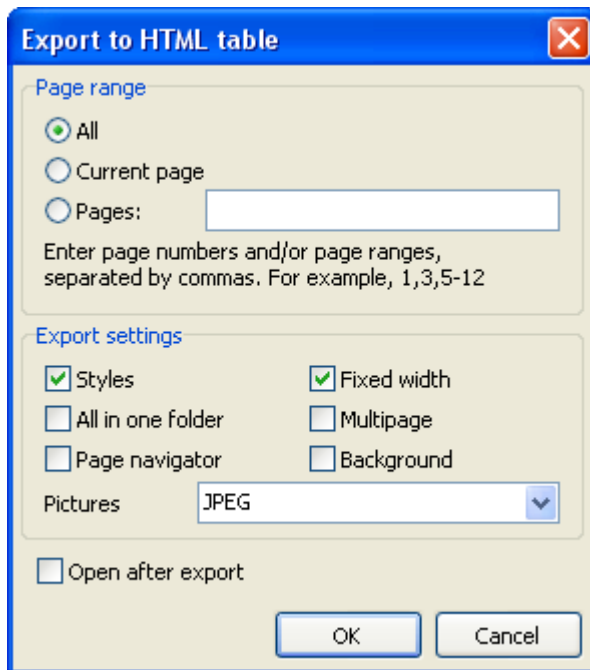 Export to HTML table
Page range
All
Current page
Pages:
Enter page numbers and/or page ranges,
separated by commas. For example, 1,3,5-12
Export settings
Styles
Fixed width
All in one folder
Multipage
Page navigator
Background
Pictures
JPEG
Open after export
OK
Cancel